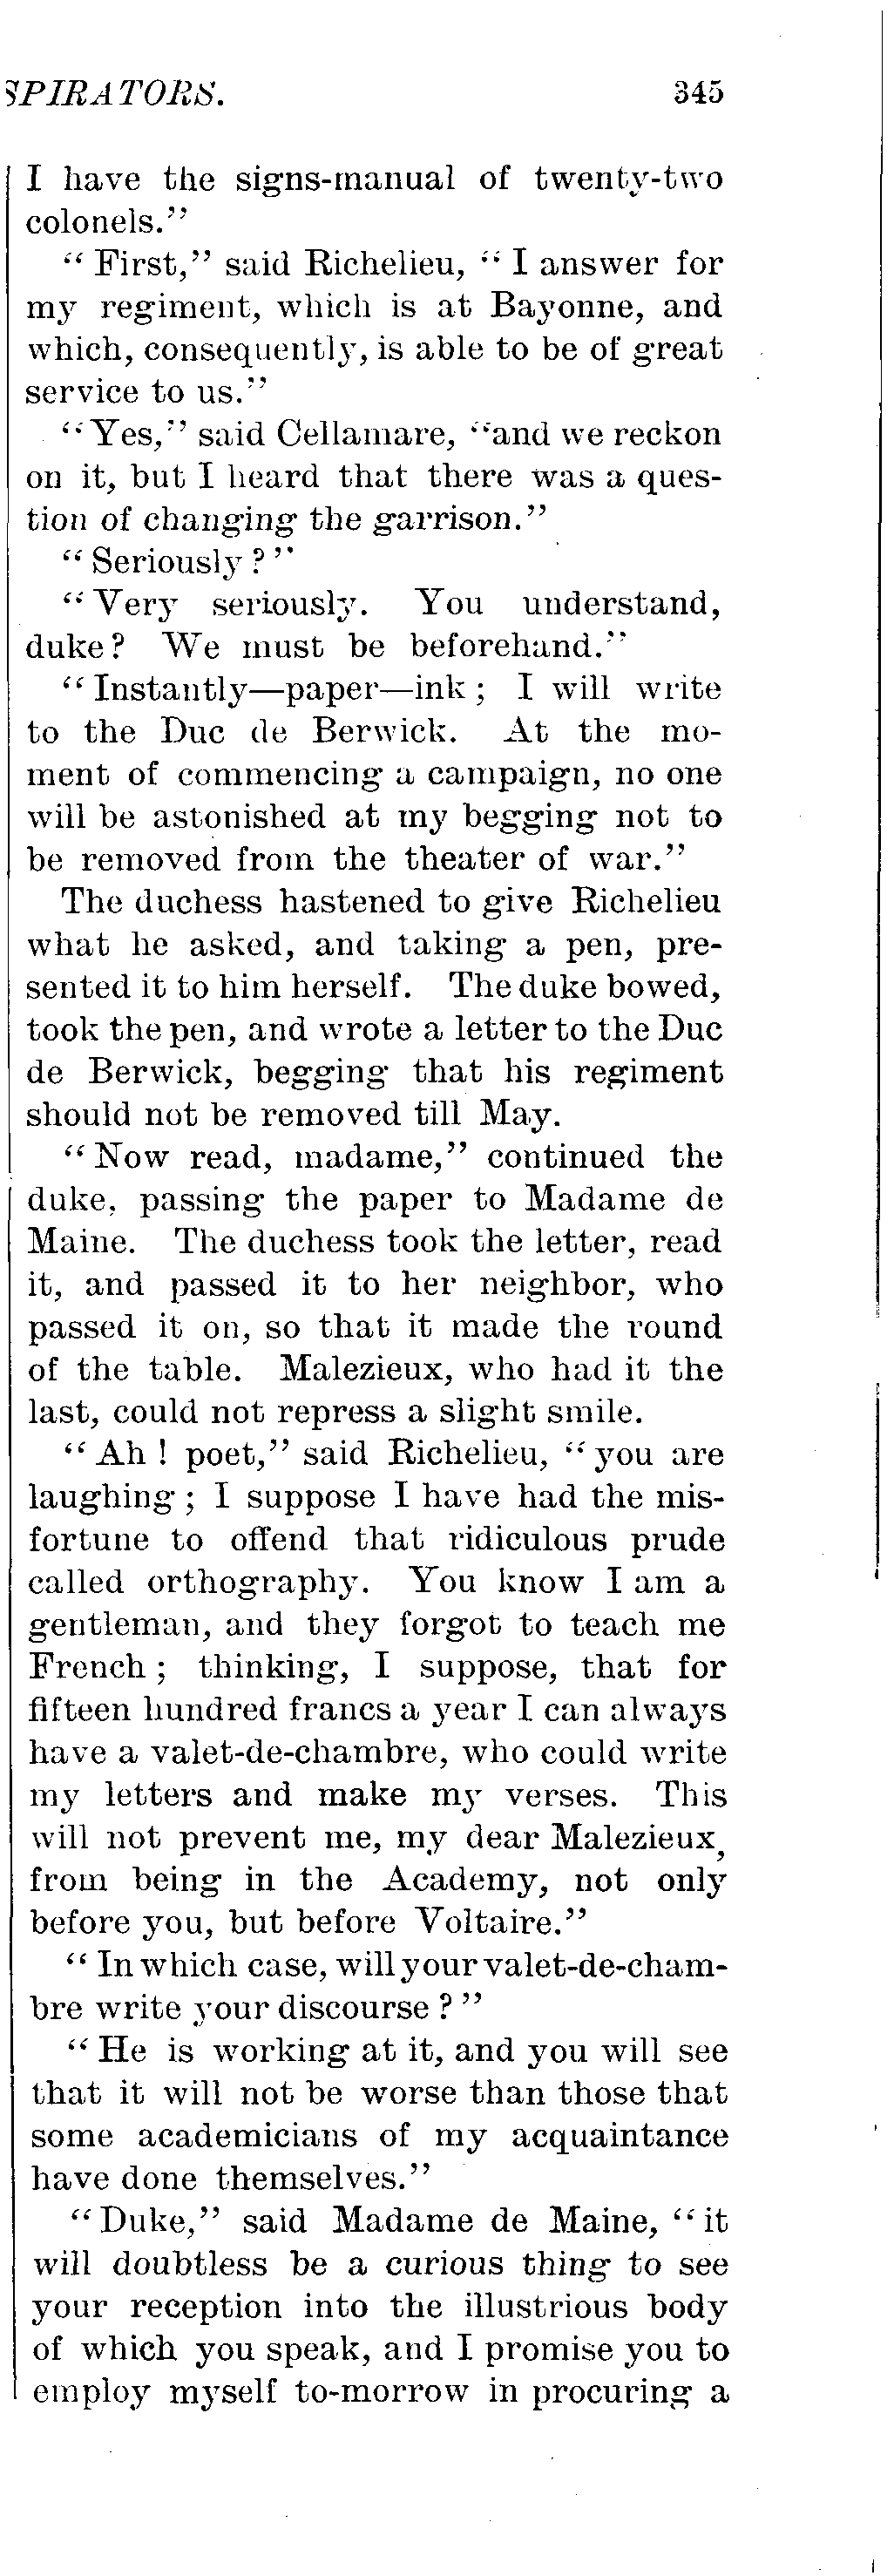 SPIRATORS. 345
I have the signs-manual of twenty-two
colonels."
"First," said Richelieu, "I answer for
my regiment, which is at Bayonne, and
which, consequently, is able to be of great
service to us."
"Yes," said Cellamare, "and we reckon
on it, but I heard that there was a ques-
tion of changing the garrison."
"Seriously?"
"Very seriously. You understand,
duke? We must be beforehand."
"Instantly—paper—ink; I will write
to the Duc de Berwick. At the mo-
ment of commencing a campaign, no one
will be astonished at my begging not to
be removed from the theater of war."
The duchess hastened to give Richelieu
what he asked, and taking a pen, pre-
sented it to him herself. The duke bowed,
took the pen, and wrote a letter to the Duc
de Berwick, begging that his regiment
should not be removed till May.
"Now read, madame," continued the
duke, passing the paper to Madame de
Maine. The duchess took the letter, read
it, and passed it to her neighbor, who
passed it on, so that it made the round
of the table. Malezieux, who had it the
last, could not repress a slight smile.
"Ah! poet," said Richelieu, "you are
laughing; I suppose I have had the mis-
fortune to offend that ridiculous prude
called orthography. You know I am a
gentleman, and they forgot to teach me
French; thinking, I suppose, that for
fifteen hundred francs a year I can always
have a valet-de-chambre, who could write
my letters and make my verses. This
will not prevent me, my dear Malezieux,
from being in the Academy, not only
before you, but before Voltaire."
"In which case, will your valet-de-cham-
bre write your discourse?"
"He is working at it, and you will see
that it will not be worse than those that
some academicians of my acquaintance
have done themselves."
"Duke," said Madame de Maine, "it
will doubtless be a curious thing to see
your reception into the illustrious body
of which you speak, and I promise you to
employ myself to-morrow in procuring a